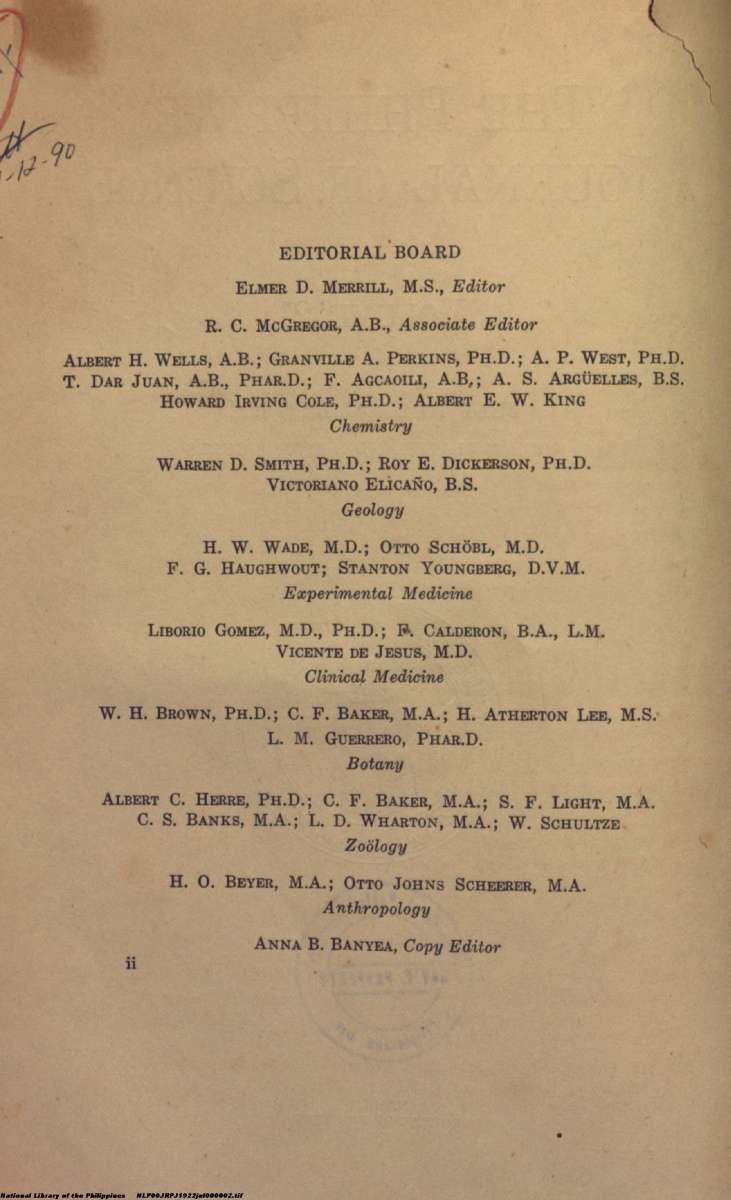 -12-90
EDITORIAL BOARD
ELMER D. MERRILL, M.S., Editor
R. C. MCGREGOR, A.B., Associate Editor
ALBERT H. WELLS, A.B.; GRANVILLE A. PERKINS, PH.D.; A. P. WEST, PH.D.
T. DAR JUAN, A.B., PHAR.D.; F. AGCAOILI, A.B.; A. S. ARGÜELLES, B.S.
HOWARD IRVING COLE, PH.D.; ALBERT E. W. KING
Chemistry
WARREN D. SMITH, PH.D.; ROY E. DICKERSON, PH.D.
VICTORIANO ELICAÑO, B.S.
Geology
H. W. WADE, M.D.; OTTO SCHÖBL, M.D.
F. G. HAUGHWOUT; STANTON YOUNGBERG, D.V.M.
Experimental Medicine
LIBORIO GOMEZ, M.D., PH.D.; F. CALDERON, B.A., L.M.
VICENTE DE JESUS, M.D.
Clinical Medicine
W. H. BROWN, PH.D.; C. F. BAKER, M.A.; H. ATHERTON LEE, M.S.
L. M. GUERRERO, PHAR.D.
Botany
ALBERT C. HERRE, PH.D.; C. F. BAKER, M.A.; S. F. LIGHT, M.A.
C. S. BANKS, M.A.; L. D. WHARTON, M.A.; W. SCHULTZE
Zoölogy
H. O. BEYER, M.A.; OTTO JOHNS SCHEERER, M.A.
Anthropology
ANNA B. BANYEA, Copy Editor
ii
National Library of the Philippines NLP00JRPJ1922jal000002.tif